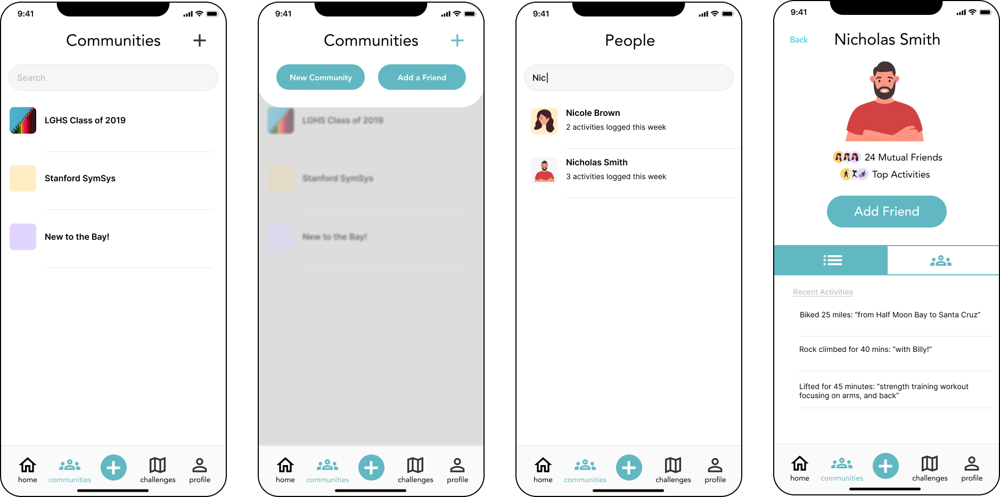 9:41
Communities
Search
LGHS Class of 2019
Stanford SymSys
New to the Bay!
home
communities
challenges
profile
9:41
Communities
New Community
Add a Friend
LGHS Class of 2019
Stanford SymSys
New to the Bay!
home
communities
challenges
profile
9:41
People
Nic
Nicole Brown
2 activities logged this week
Nicholas Smith
3 activities logged this week
home
communities
challenges
profile
9:41
Back
Nicholas Smith
24 Mutual Friends
Top Activities
Add Friend
Recent Activities
Biked 25 miles: “from Half Moon Bay to Santa Cruz”
Rock climbed for 40 mins: “with Billy!”
Lifted for 45 minutes: “strength training workout
focusing on arms, and back”
home
communities
challenges
profile